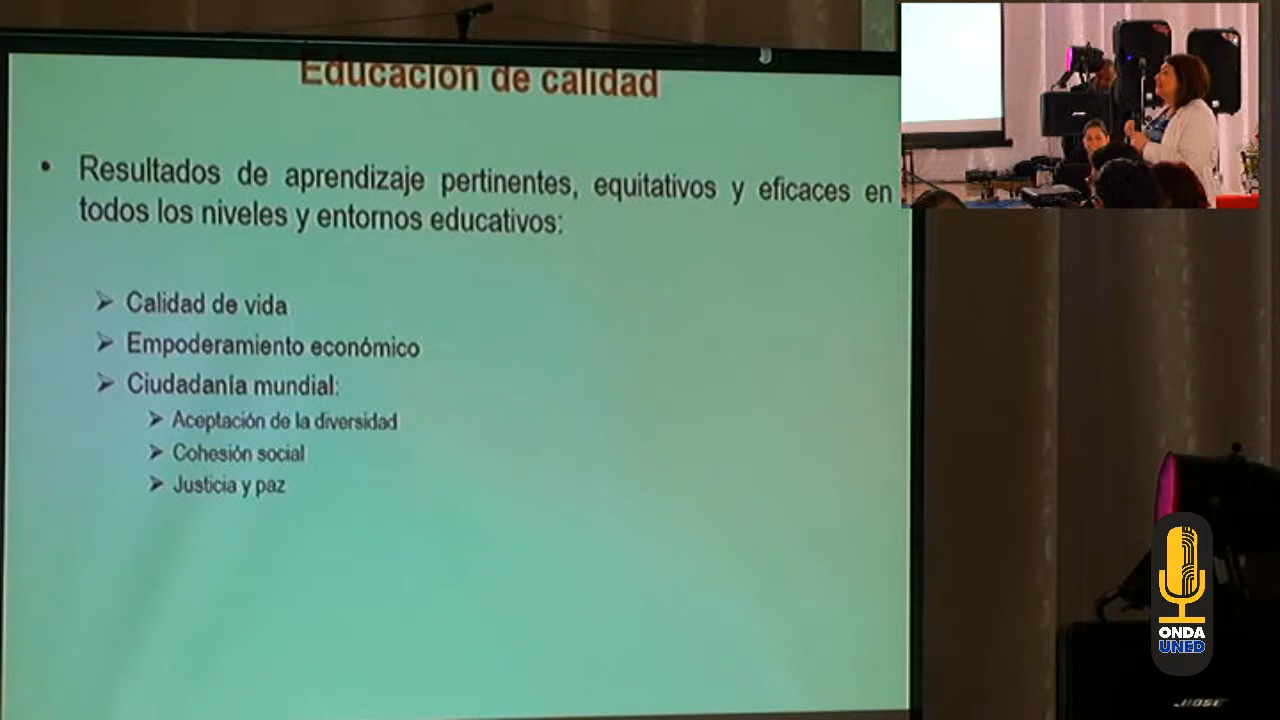 Educación de calidad
• Resultados de aprendizaje pertinentes, equitativos y eficaces en
todos los niveles y entornos educativos:
➢ Calidad de vida
➢ Empoderamiento económico
➢ Ciudadanía mundial:
➢ Aceptación de la diversidad
➢ Cohesión social
➢ Justicia y paz
ONDA
UNED
BOSE